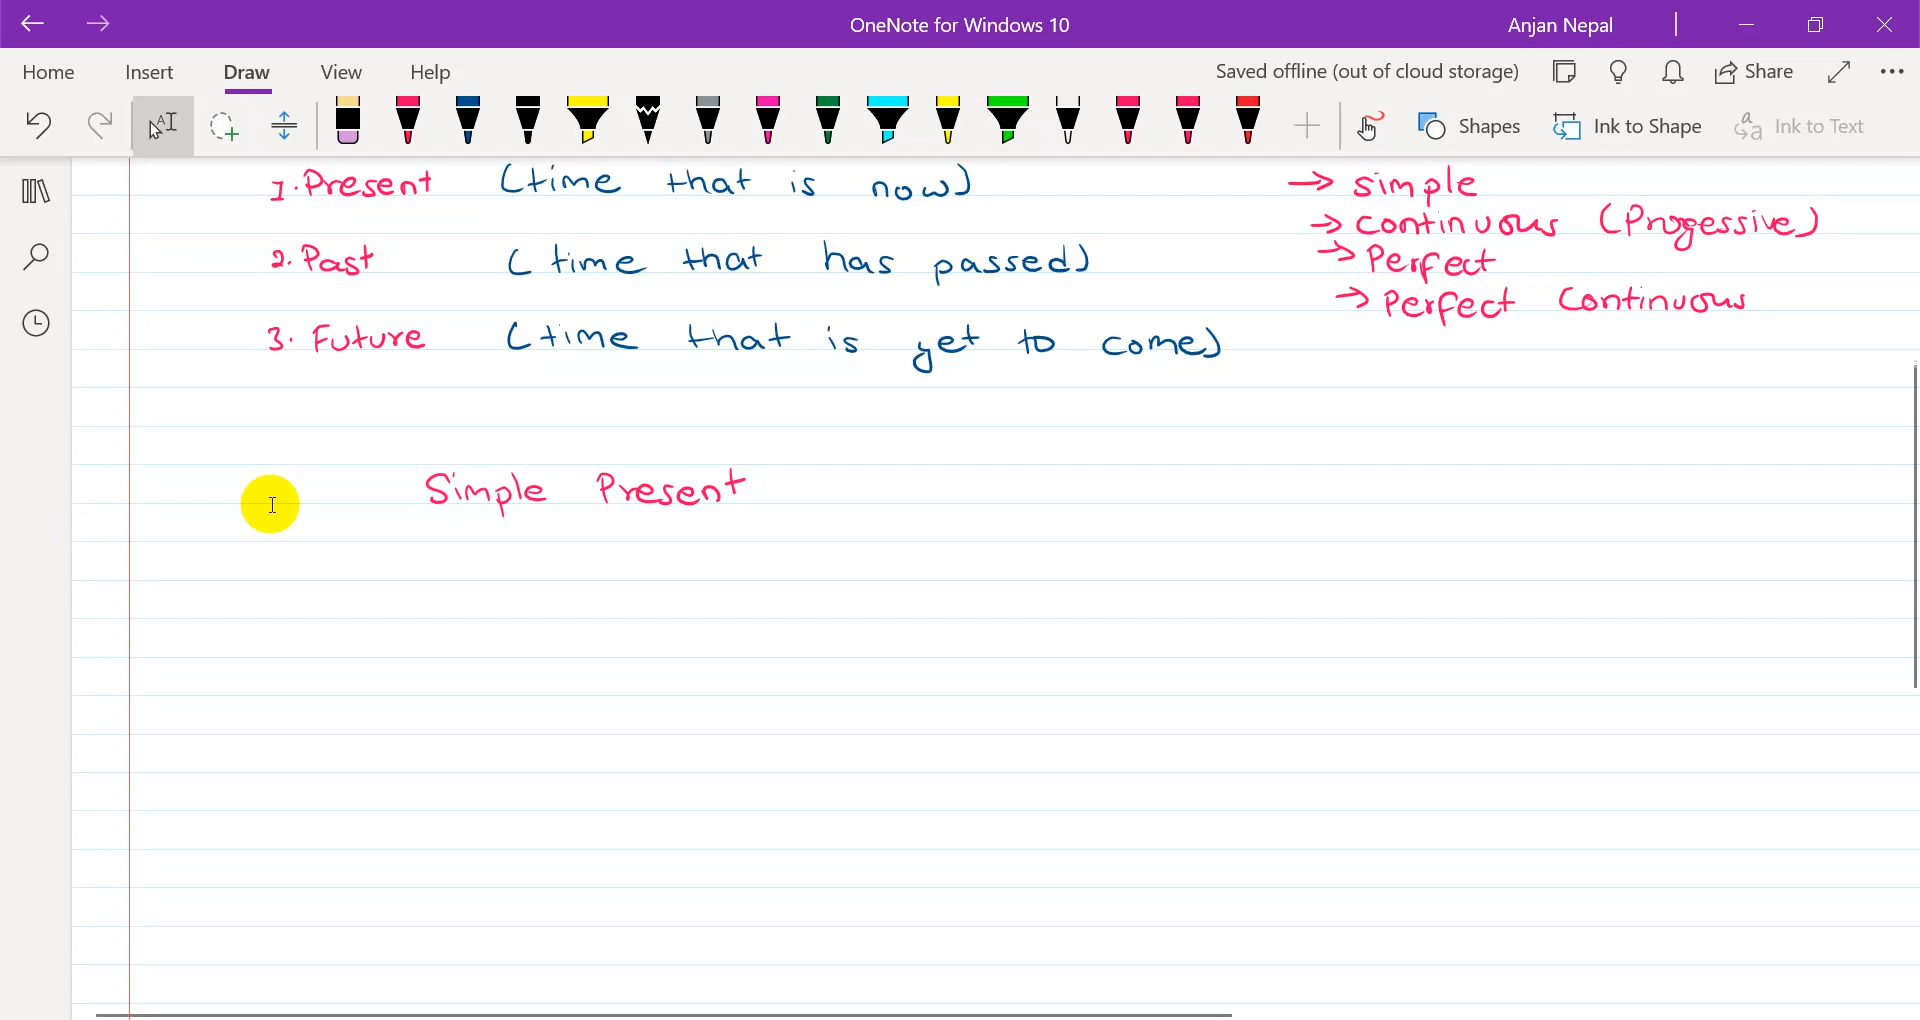 OneNote for Windows 10
Anjan Nepal
Home Insert Draw View Help
Saved offline (out of cloud storage) Share
Shapes Ink to Shape Ink to Text
1. Present (time that is now)
2. Past (time that has passed)
3. Future (time that is yet to come)
→ simple
→ continuous (Progessive)
→ Perfect
→ Perfect Continuous
Simple Present